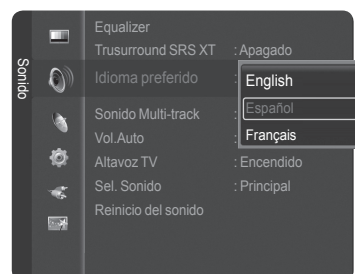 Sonido
Equalizer
Trusurround SRS XT : Apagado
Idioma preferido :
English
Español
Français
Sonido Multi-track :
Vol.Auto :
Altavoz TV : Encendido
Sel. Sonido : Principal
Reinicio del sonido